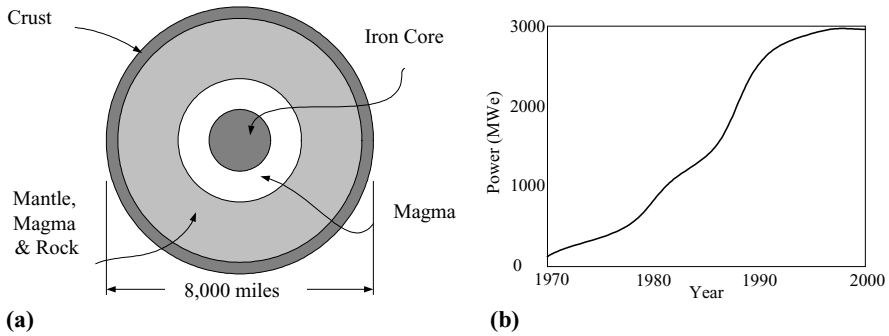 Crust
Iron Core
Mantle,
Magma
& Rock
Magma
8,000 miles
(a)
Power (MWe)
3000
2000
1000
0
1970
1980
1990
2000
Year
(b)